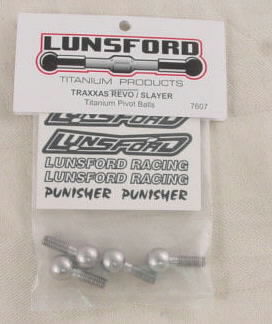 LUNSFORD
TITANIUM PRODUCTS
TRAXXAS REVO / SLAYER
Titanium Pivot Balls
7607
LUNSFORD
LUNSFORD RACING
LUNSFORD RACING
PUNISHER PUNISHER